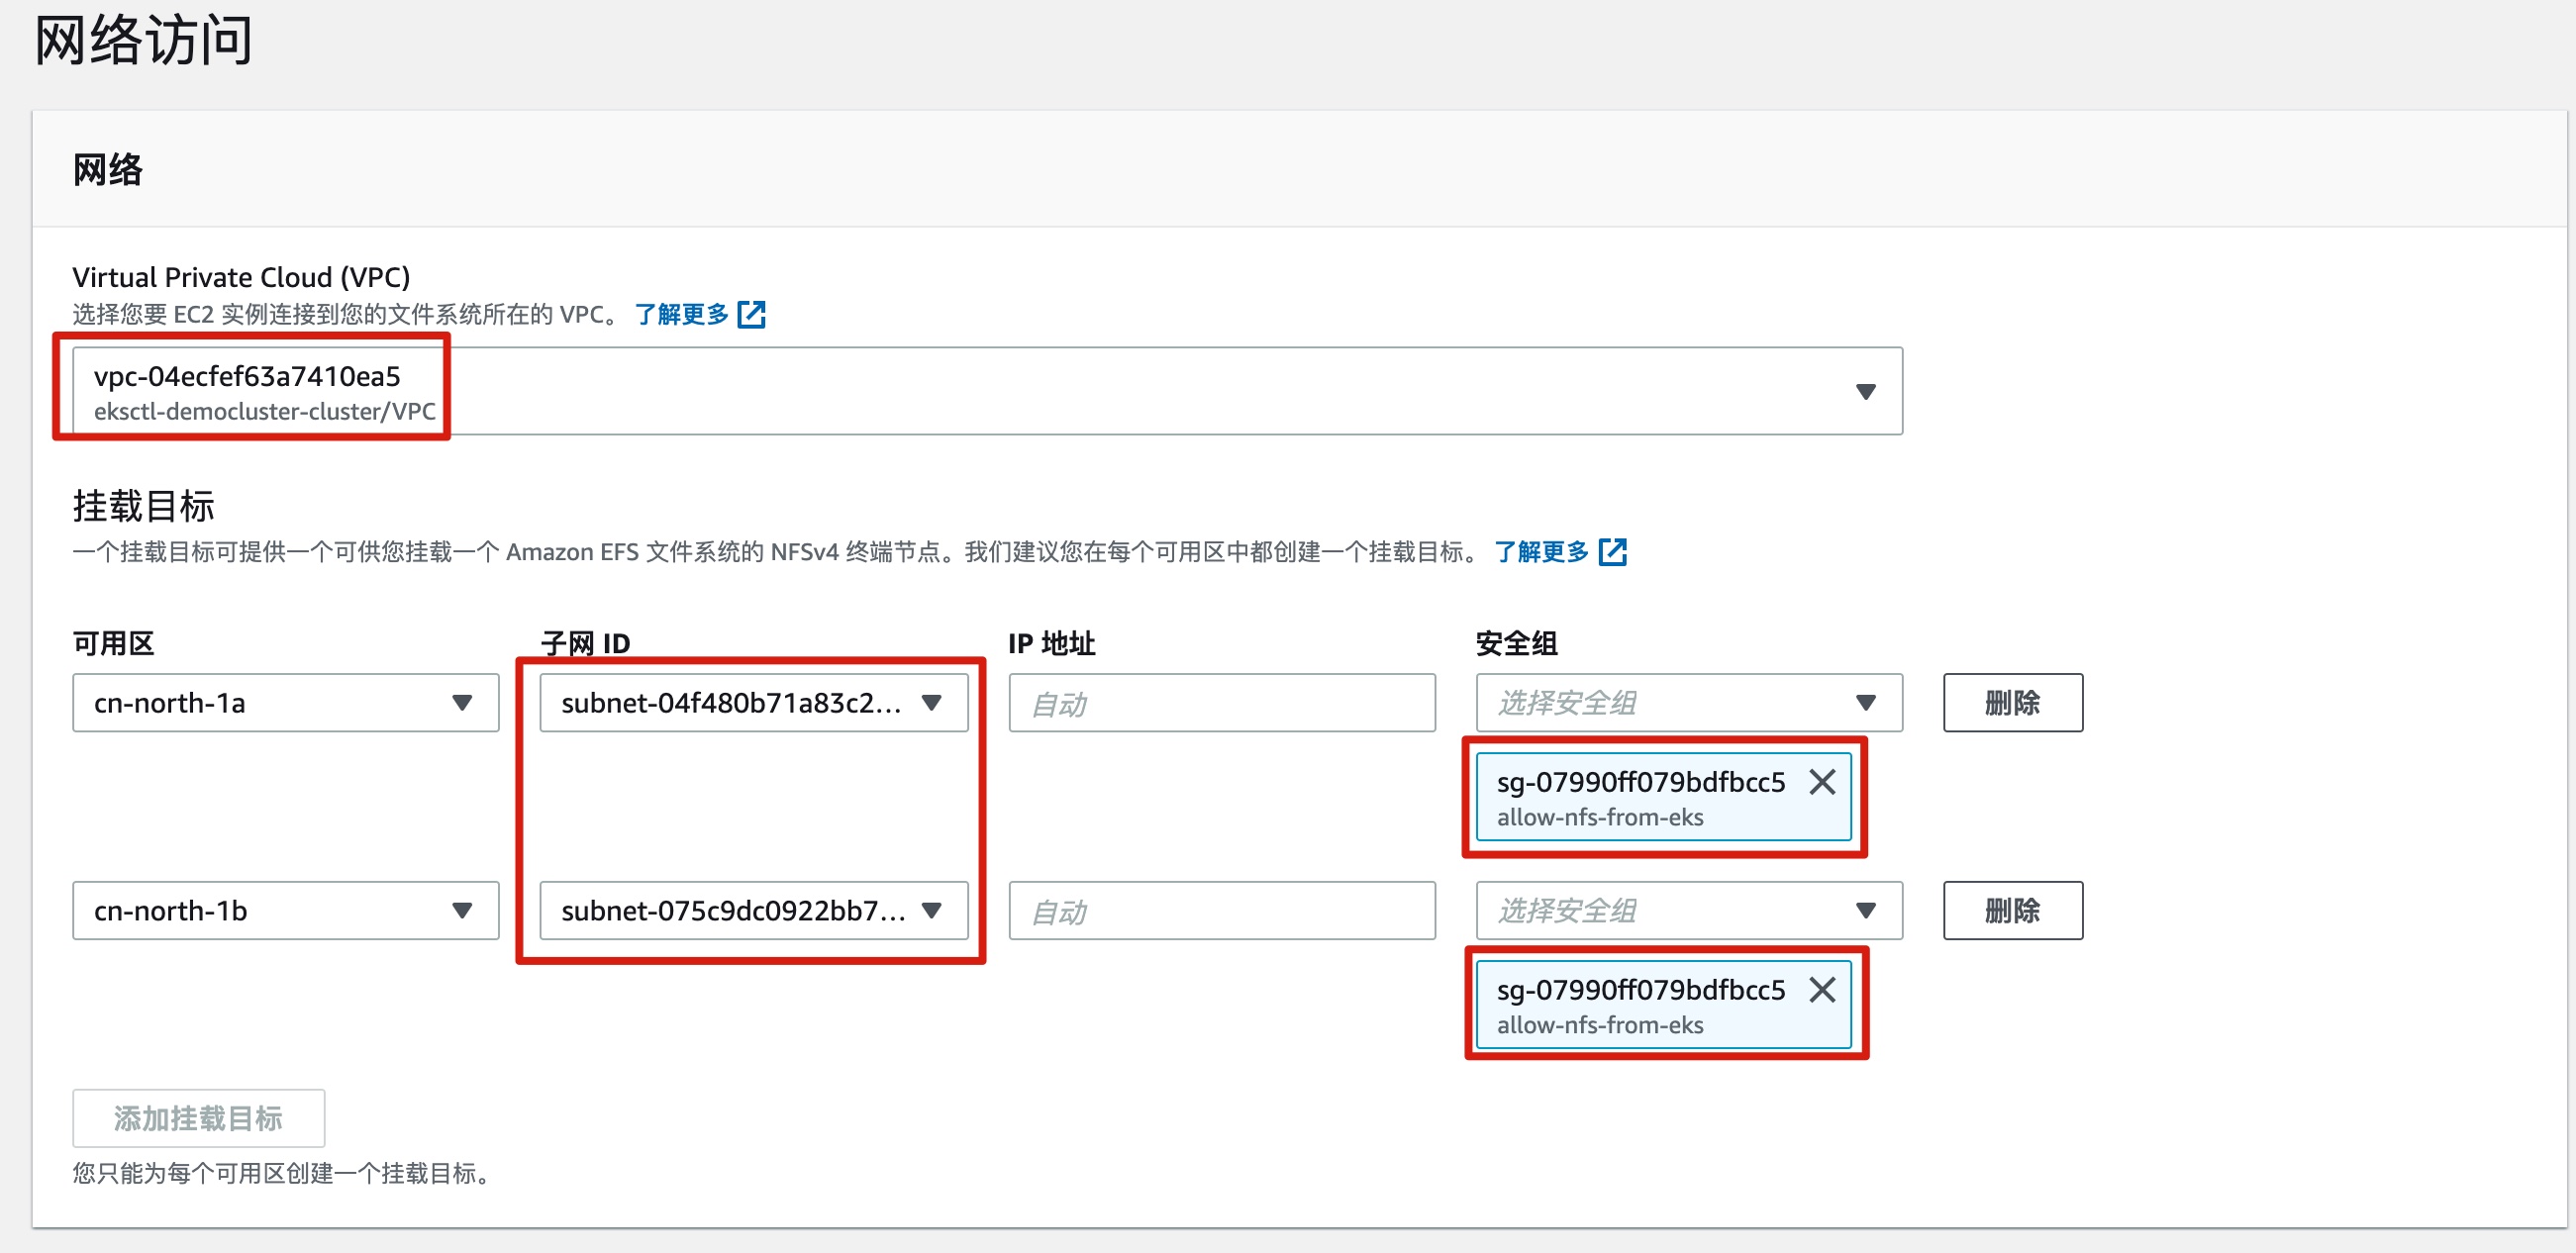 网络访问
网络
Virtual Private Cloud (VPC)
选择您要 EC2 实例连接到您的文件系统所在的 VPC。 了解更多
vpc-04ecfef63a7410ea5
eksctl-democluster-cluster/VPC
挂载目标
一个挂载目标可提供一个可供您挂载一个 Amazon EFS 文件系统的 NFSv4 终端节点。我们建议您在每个可用区中都创建一个挂载目标。 了解更多
可用区 子网 ID IP 地址 安全组
cn-north-1a subnet-04f480b71a83c2... 自动 选择安全组 删除
sg-07990ff079bdfbcc5
allow-nfs-from-eks
cn-north-1b subnet-075c9dc0922bb7... 自动 选择安全组 删除
sg-07990ff079bdfbcc5
allow-nfs-from-eks
添加挂载目标
您只能为每个可用区创建一个挂载目标。